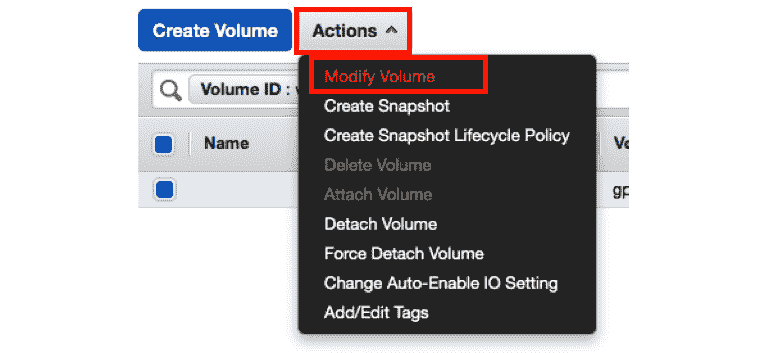 Create Volume Actions
Modify Volume
Volume ID :
Create Snapshot
Create Snapshot Lifecycle Policy
Name
Delete Volume
Attach Volume
gp
Detach Volume
Force Detach Volume
Change Auto-Enable IO Setting
Add/Edit Tags